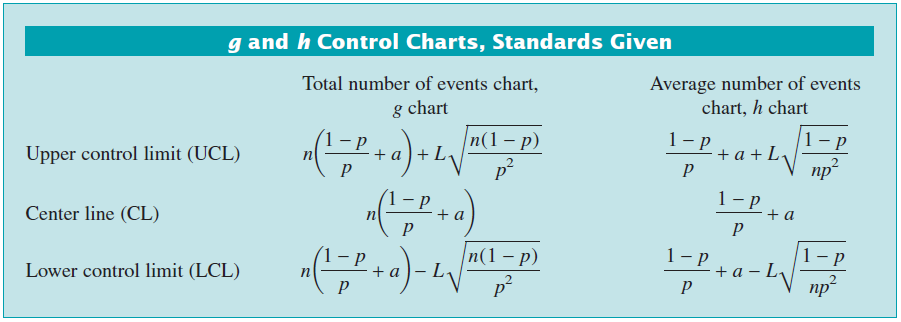 g and h Control Charts, Standards Given
Total number of events chart, Average number of events
g chart chart, h chart
Upper control limit (UCL) n((1 − p)/p + a) + L√(n(1 − p)/p²) (1 − p)/p + a + L√((1 − p)/np²)
Center line (CL) n((1 − p)/p + a) (1 − p)/p + a
Lower control limit (LCL) n((1 − p)/p + a) − L√(n(1 − p)/p²) (1 − p)/p + a − L√((1 − p)/np²)